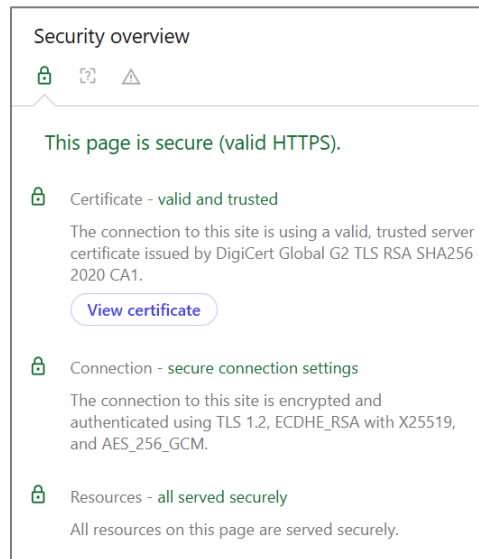 Security overview
This page is secure (valid HTTPS).
Certificate - valid and trusted
The connection to this site is using a valid, trusted server
certificate issued by DigiCert Global G2 TLS RSA SHA256
2020 CA1.
View certificate
Connection - secure connection settings
The connection to this site is encrypted and
authenticated using TLS 1.2, ECDHE_RSA with X25519,
and AES_256_GCM.
Resources - all served securely
All resources on this page are served securely.